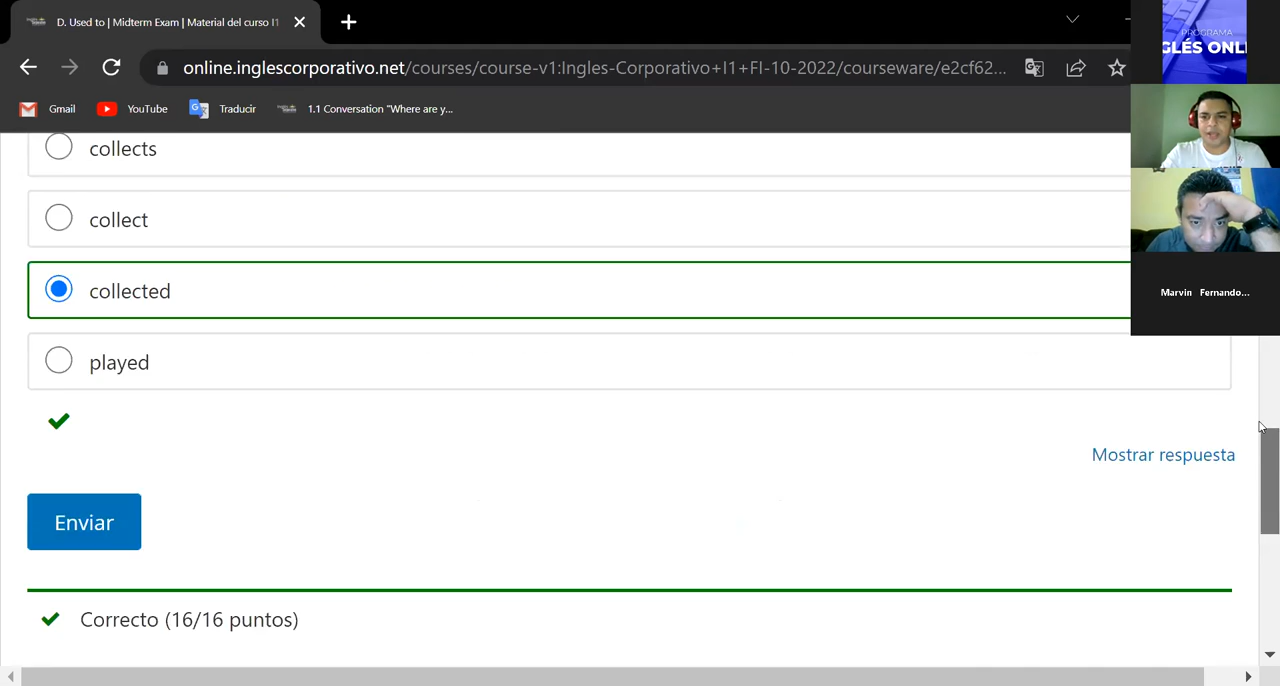 D. Used to | Midterm Exam | Material del curso I1
online.inglescorporativo.net/courses/course-v1:Ingles-Corporativo+I1+FI-10-2022/courseware/e2cf62...
Gmail
YouTube
Traducir
1.1 Conversation "Where are y...
PROGRAMA
GLÉS ONLI
Marvin Fernando...
collects
collect
collected
played
Mostrar respuesta
Enviar
Correcto (16/16 puntos)